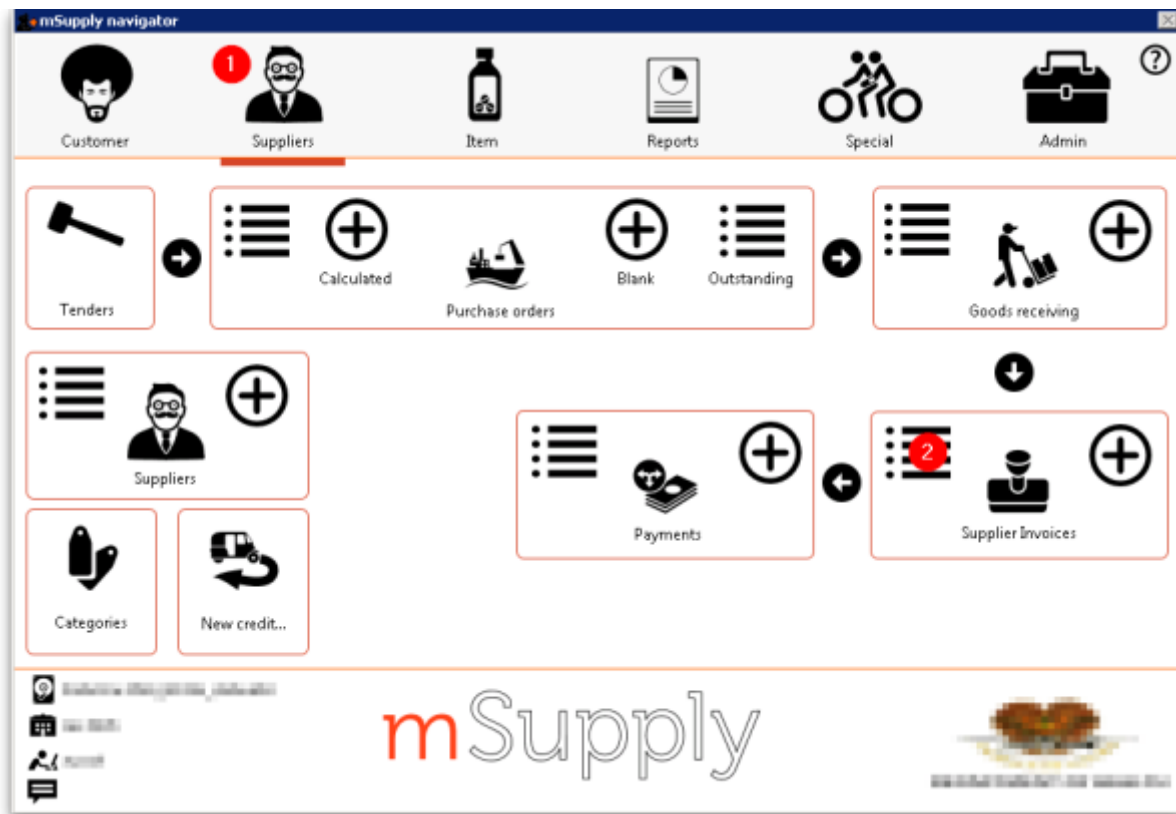 mSupply navigator
1
?
Customer
Suppliers
Item
Reports
Special
Admin
Calculated
Blank
Outstanding
Tenders
Purchase orders
Goods receiving
Suppliers
2
Payments
Supplier Invoices
Categories
New credit...
mSupply